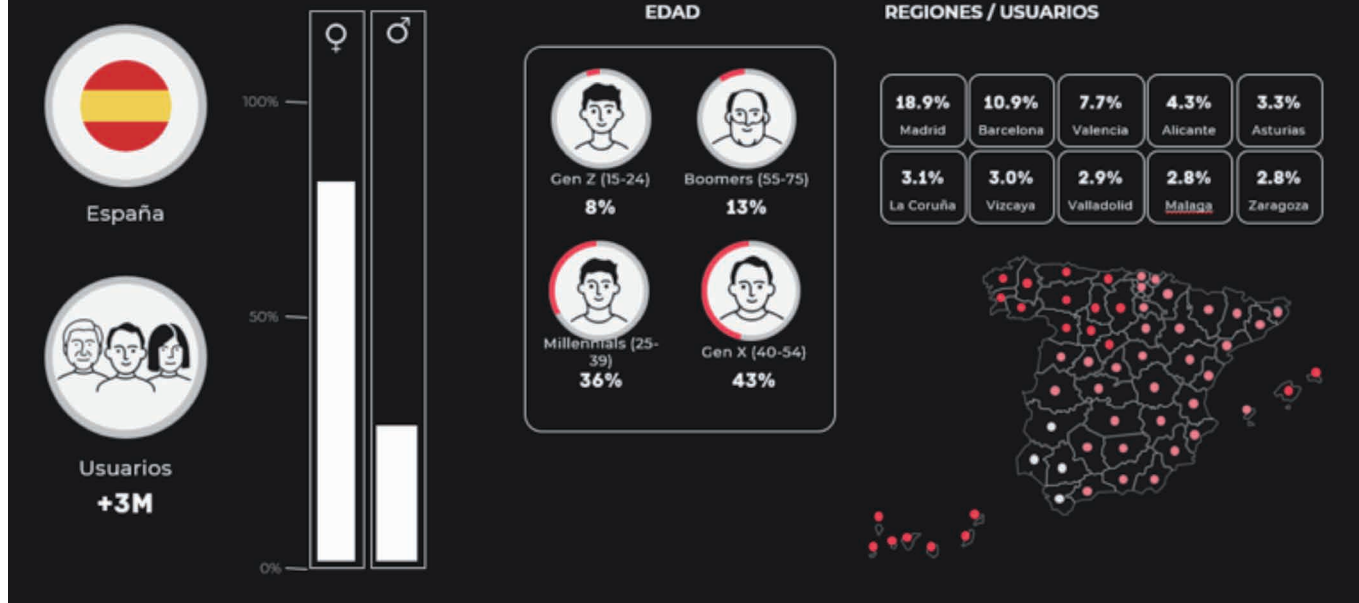 España
Usuarios
+3M
♀ ♂
100%
50%
0%
EDAD
Gen Z (15-24)
8%
Boomers (55-75)
13%
Millennials (25-
39)
36%
Gen X (40-54)
43%
REGIONES / USUARIOS
18.9%
Madrid
10.9%
Barcelona
7.7%
Valencia
4.3%
Alicante
3.3%
Asturias
3.1%
La Coruña
3.0%
Vizcaya
2.9%
Valladolid
2.8%
Malaga
2.8%
Zaragoza